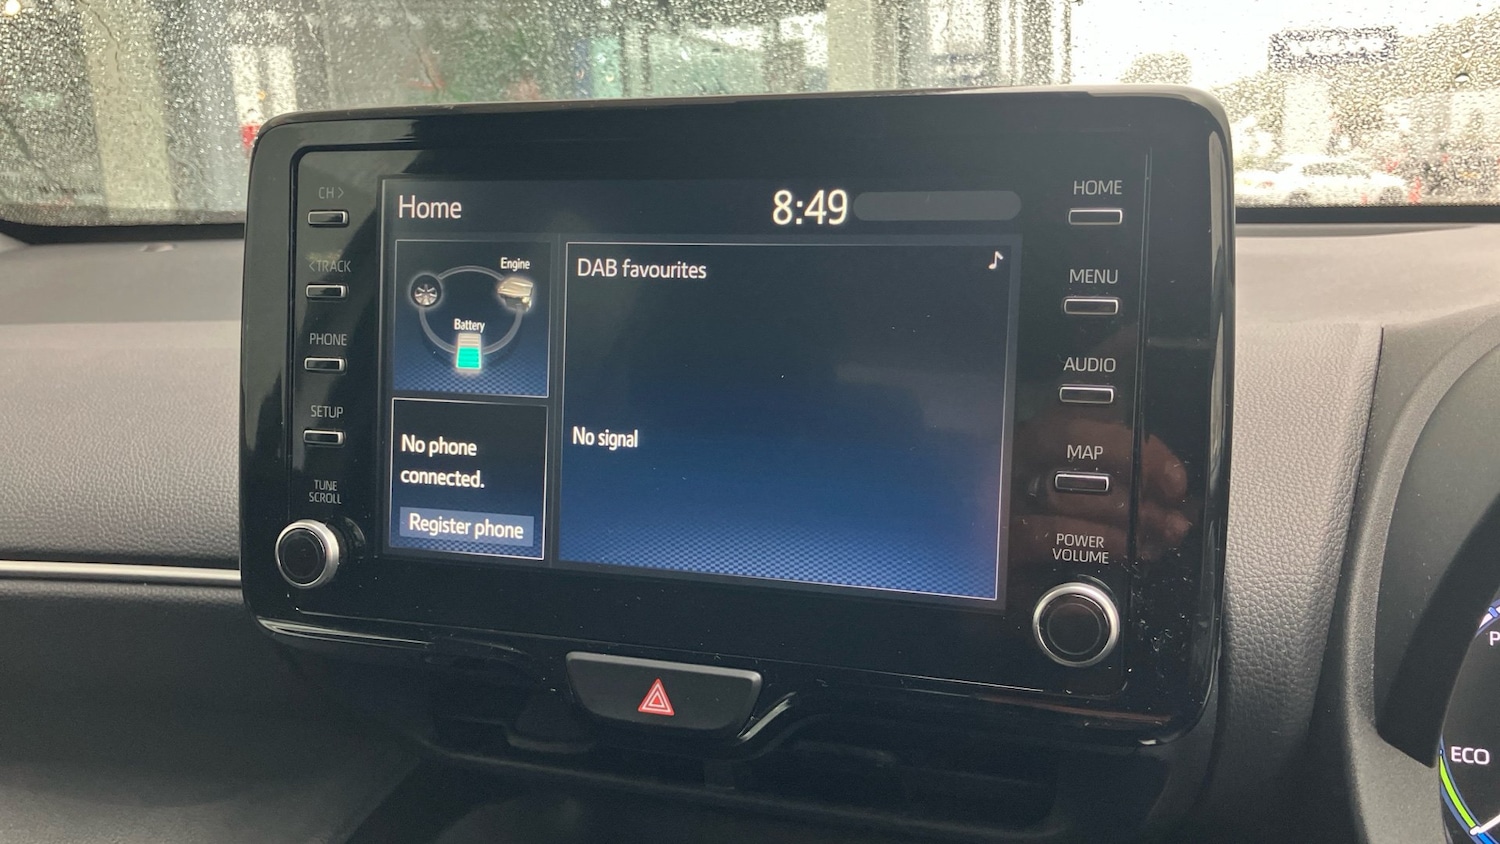 CH >
< TRACK
PHONE
SETUP
TUNE
SCROLL
Home
8:49
Engine
Battery
No phone
connected.
Register phone
DAB favourites
No signal
HOME
MENU
AUDIO
MAP
POWER
VOLUME
P
ECO